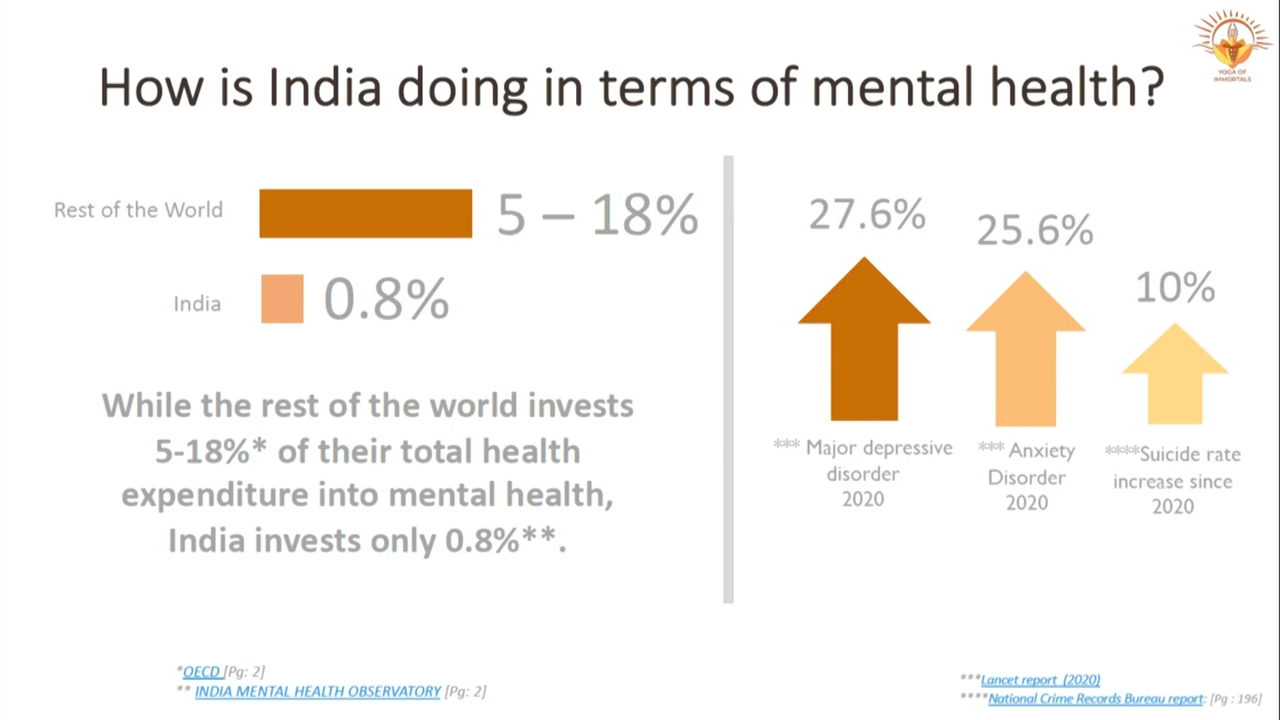 YOGA OF
IMMORTALS
How is India doing in terms of mental health?
Rest of the World
5 – 18%
India
0.8%
While the rest of the world invests
5-18%* of their total health
expenditure into mental health,
India invests only 0.8%**.
27.6%
25.6%
10%
*** Major depressive
disorder
2020
*** Anxiety
Disorder
2020
****Suicide rate
increase since
2020
*OECD [Pg: 2]
** INDIA MENTAL HEALTH OBSERVATORY [Pg: 2]
***Lancet report (2020)
****National Crime Records Bureau report: [Pg : 196]